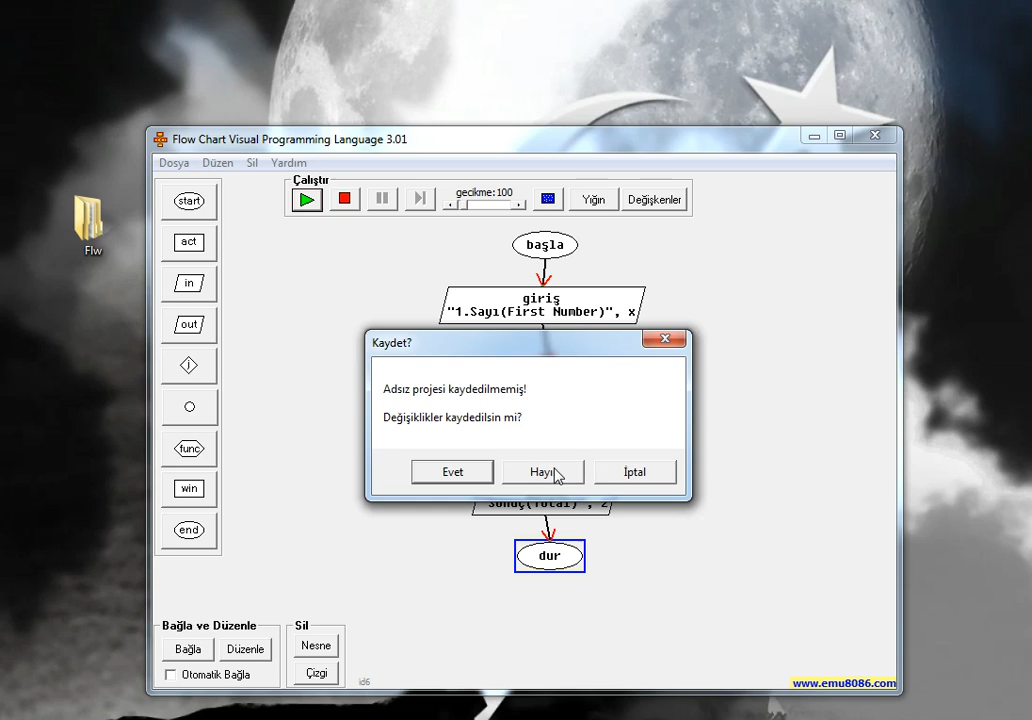 Flow Chart Visual Programming Language 3.01
Dosya Düzen Sil Yardım
Çalıştır
gecikme:100
Yığın
Değişkenler
start
act
in
out
i
func
win
end
Flw
başla
giriş
"1.Sayı(First Number)", x
Kaydet?
Adsız projesi kaydedilmemiş!
Değişiklikler kaydedilsin mi?
Evet
Hayır
İptal
"Sonuç(Total)", z
dur
Bağla ve Düzenle
Bağla
Düzenle
Otomatik Bağla
Sil
Nesne
Çizgi
id6
www.emu8086.com